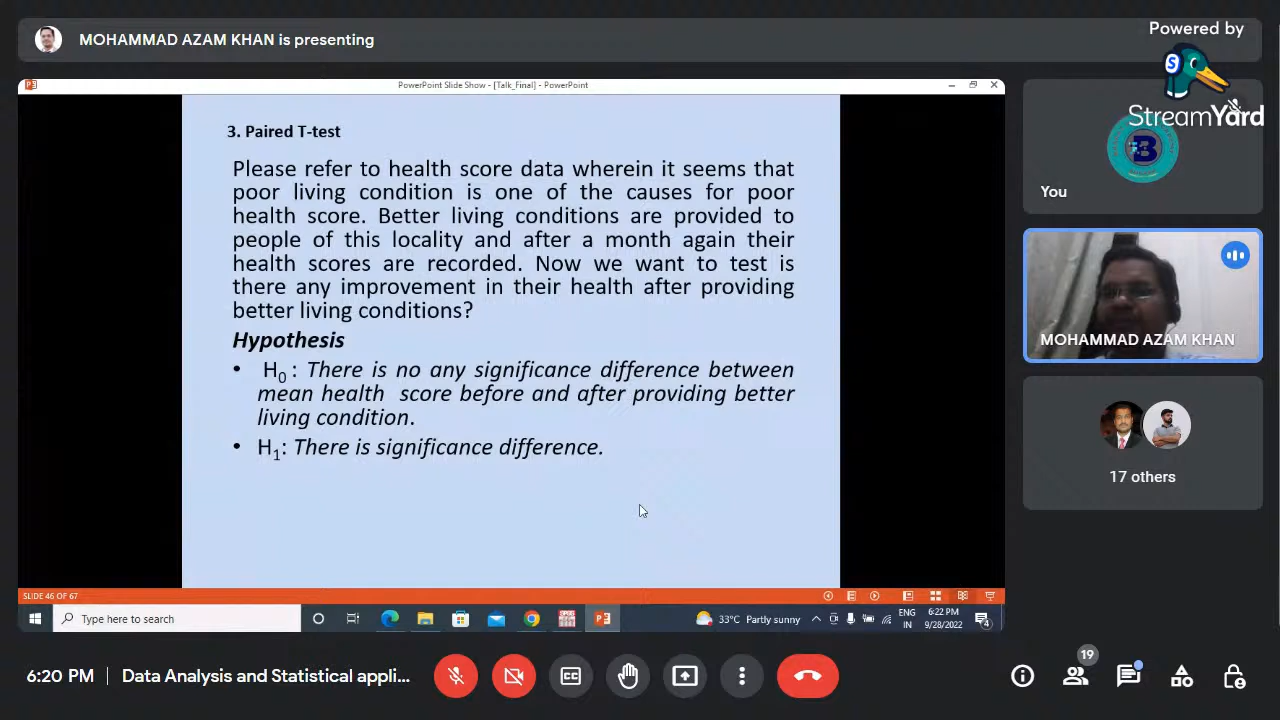 MOHAMMAD AZAM KHAN is presenting
Powered by
StreamYard
PowerPoint Slide Show - [Talk_Final] - PowerPoint
3. Paired T-test
Please refer to health score data wherein it seems that
poor living condition is one of the causes for poor
health score. Better living conditions are provided to
people of this locality and after a month again their
health scores are recorded. Now we want to test is
there any improvement in their health after providing
better living conditions?
Hypothesis
• H0 : There is no any significance difference between
mean health score before and after providing better
living condition.
• H1: There is significance difference.
You
MOHAMMAD AZAM KHAN
17 others
SLIDE 46 OF 67
Type here to search
33°C Partly sunny
ENG
IN
6:22 PM
9/28/2022
4
6:20 PM
Data Analysis and Statistical appli...
CC
19